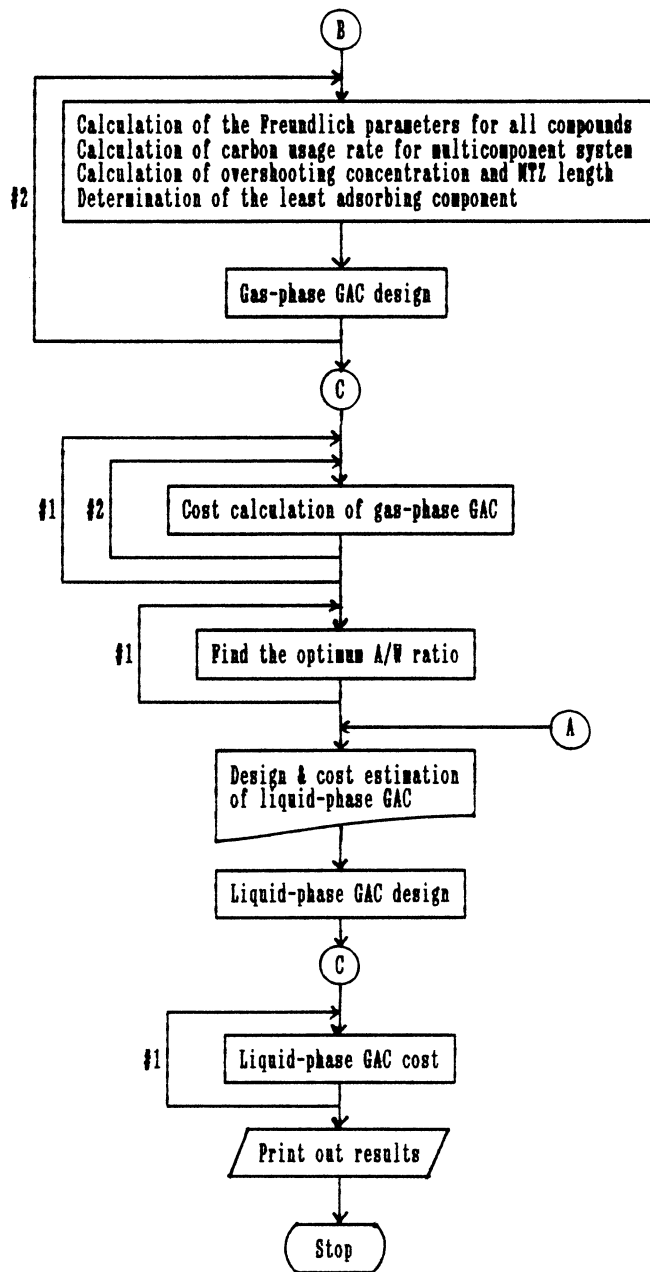 B
Calculation of the Freundlich parameters for all compounds
Calculation of carbon usage rate for multicomponent system
Calculation of overshooting concentration and MTZ length
Determination of the least adsorbing component
#2
Gas-phase GAC design
C
#1
#2
Cost calculation of gas-phase GAC
#1
Find the optimum A/W ratio
A
Design & cost estimation
of liquid-phase GAC
Liquid-phase GAC design
C
#1
Liquid-phase GAC cost
Print out results
Stop